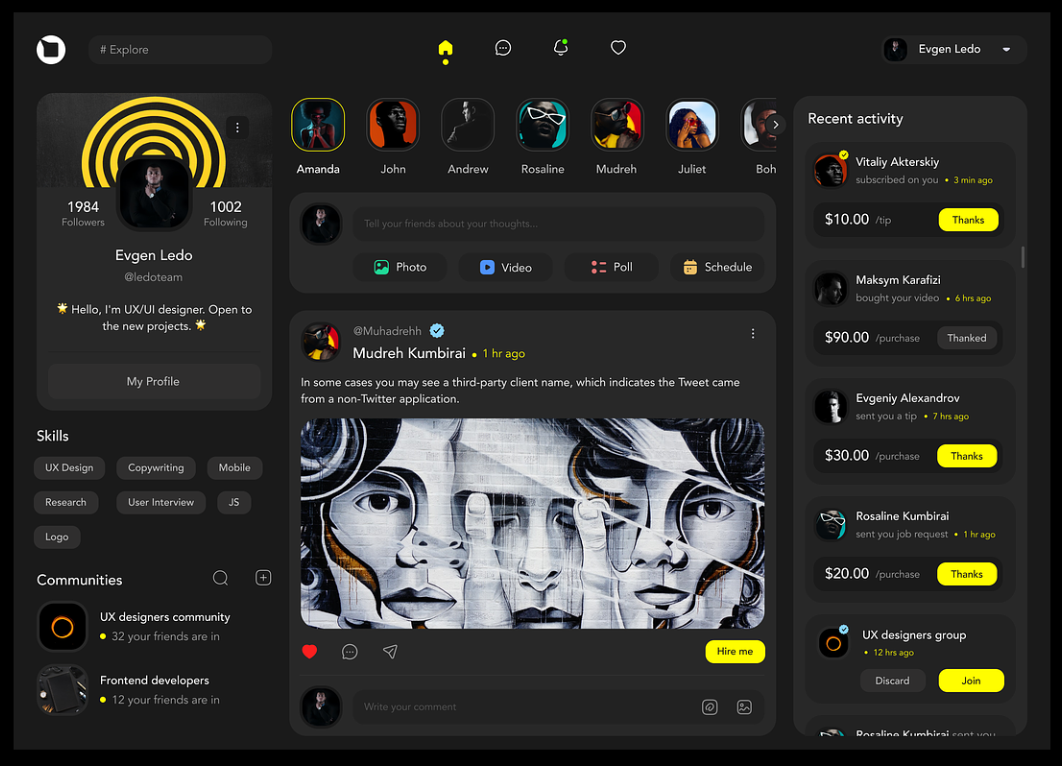 # Explore
Evgen Ledo
1984
Followers
1002
Following
Evgen Ledo
@ledoteam
🌟 Hello, I'm UX/UI designer. Open to
the new projects. 🌟
My Profile
Skills
UX Design Copywriting Mobile
Research User Interview JS
Logo
Communities
UX designers community
32 your friends are in
Frontend developers
12 your friends are in
Amanda John Andrew Rosaline Mudreh Juliet Boh
Tell your friends about your thoughts...
Photo Video Poll Schedule
@Muhadrehh
Mudreh Kumbirai • 1 hr ago
In some cases you may see a third-party client name, which indicates the Tweet came
from a non-Twitter application.
Hire me
Write your comment
Recent activity
Vitaliy Akterskiy
subscribed on you • 3 min ago
$10.00 /tip Thanks
Maksym Karafizi
bought your video • 6 hrs ago
$90.00 /purchase Thanked
Evgeniy Alexandrov
sent you a tip • 7 hrs ago
$30.00 /purchase Thanks
Rosaline Kumbirai
sent you job request • 1 hr ago
$20.00 /purchase Thanks
UX designers group
• 12 hrs ago
Discard Join
Rosaline Kumbirai sent you